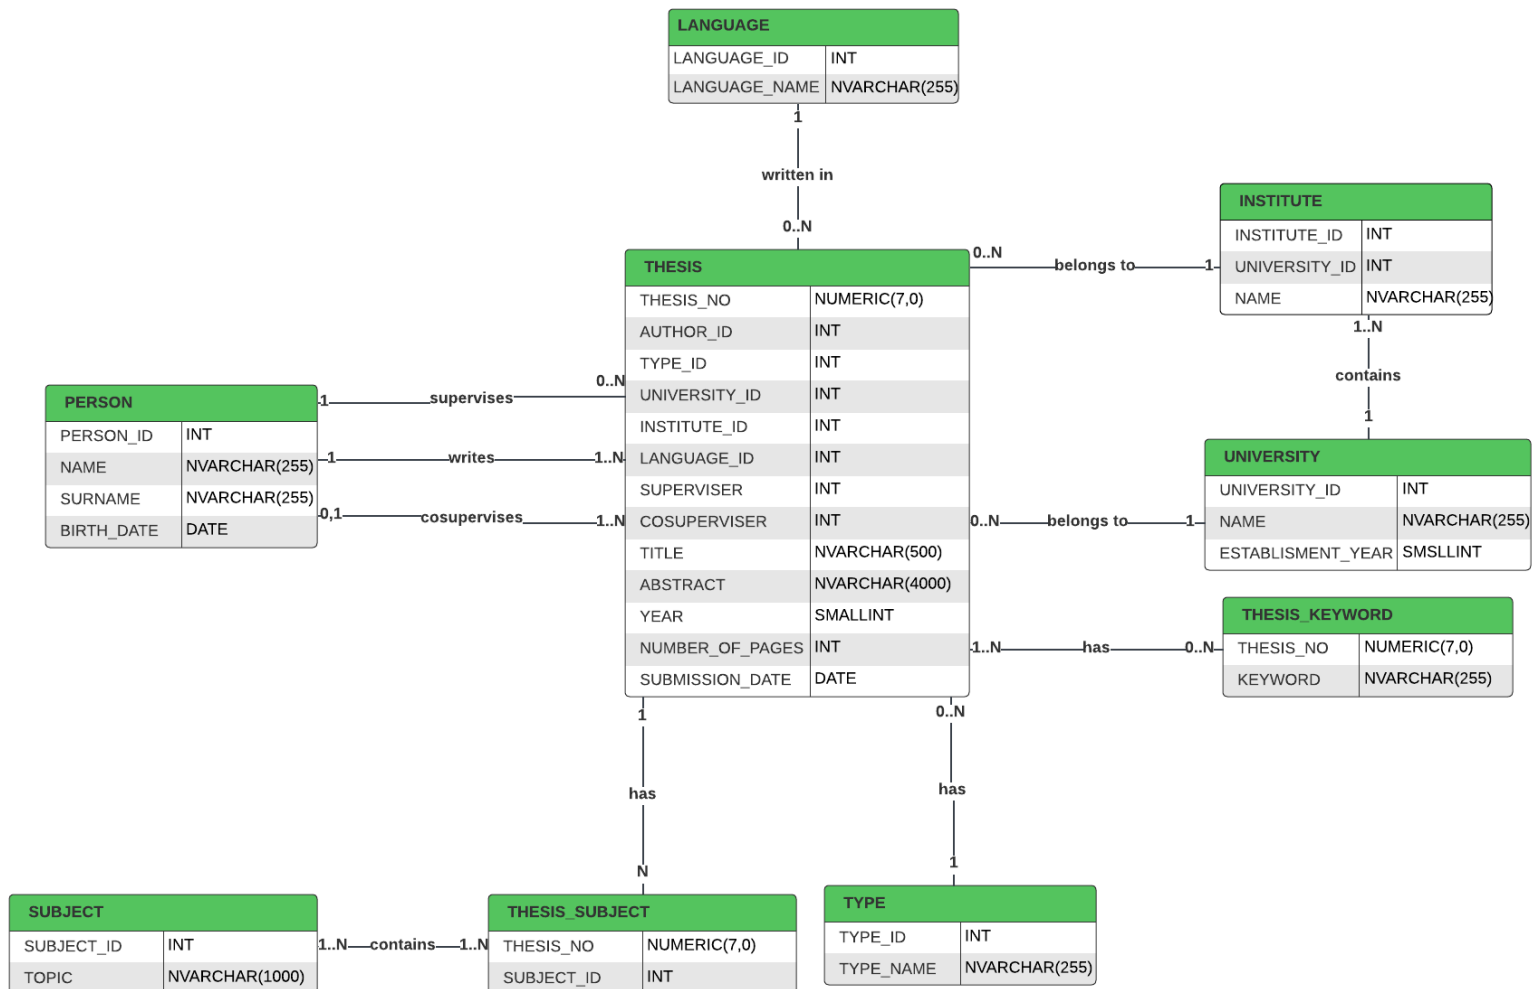 LANGUAGE
LANGUAGE_ID INT
LANGUAGE_NAME NVARCHAR(255)
1
written in
0..N
INSTITUTE
INSTITUTE_ID INT
UNIVERSITY_ID INT
NAME NVARCHAR(255)
0..N belongs to 1
1..N
contains
1
THESIS
THESIS_NO NUMERIC(7,0)
AUTHOR_ID INT
TYPE_ID INT
UNIVERSITY_ID INT
INSTITUTE_ID INT
LANGUAGE_ID INT
SUPERVISER INT
COSUPERVISER INT
TITLE NVARCHAR(500)
ABSTRACT NVARCHAR(4000)
YEAR SMALLINT
NUMBER_OF_PAGES INT
SUBMISSION_DATE DATE
PERSON
PERSON_ID INT
NAME NVARCHAR(255)
SURNAME NVARCHAR(255)
BIRTH_DATE DATE
1 supervises 0..N
1 writes 1..N
0,1 cosupervises 1..N
UNIVERSITY
UNIVERSITY_ID INT
NAME NVARCHAR(255)
ESTABLISMENT_YEAR SMSLLINT
0..N belongs to 1
THESIS_KEYWORD
THESIS_NO NUMERIC(7,0)
KEYWORD NVARCHAR(255)
1..N has 0..N
1
has
N
0..N
has
1
SUBJECT
SUBJECT_ID INT
TOPIC NVARCHAR(1000)
1..N contains 1..N
THESIS_SUBJECT
THESIS_NO NUMERIC(7,0)
SUBJECT_ID INT
TYPE
TYPE_ID INT
TYPE_NAME NVARCHAR(255)